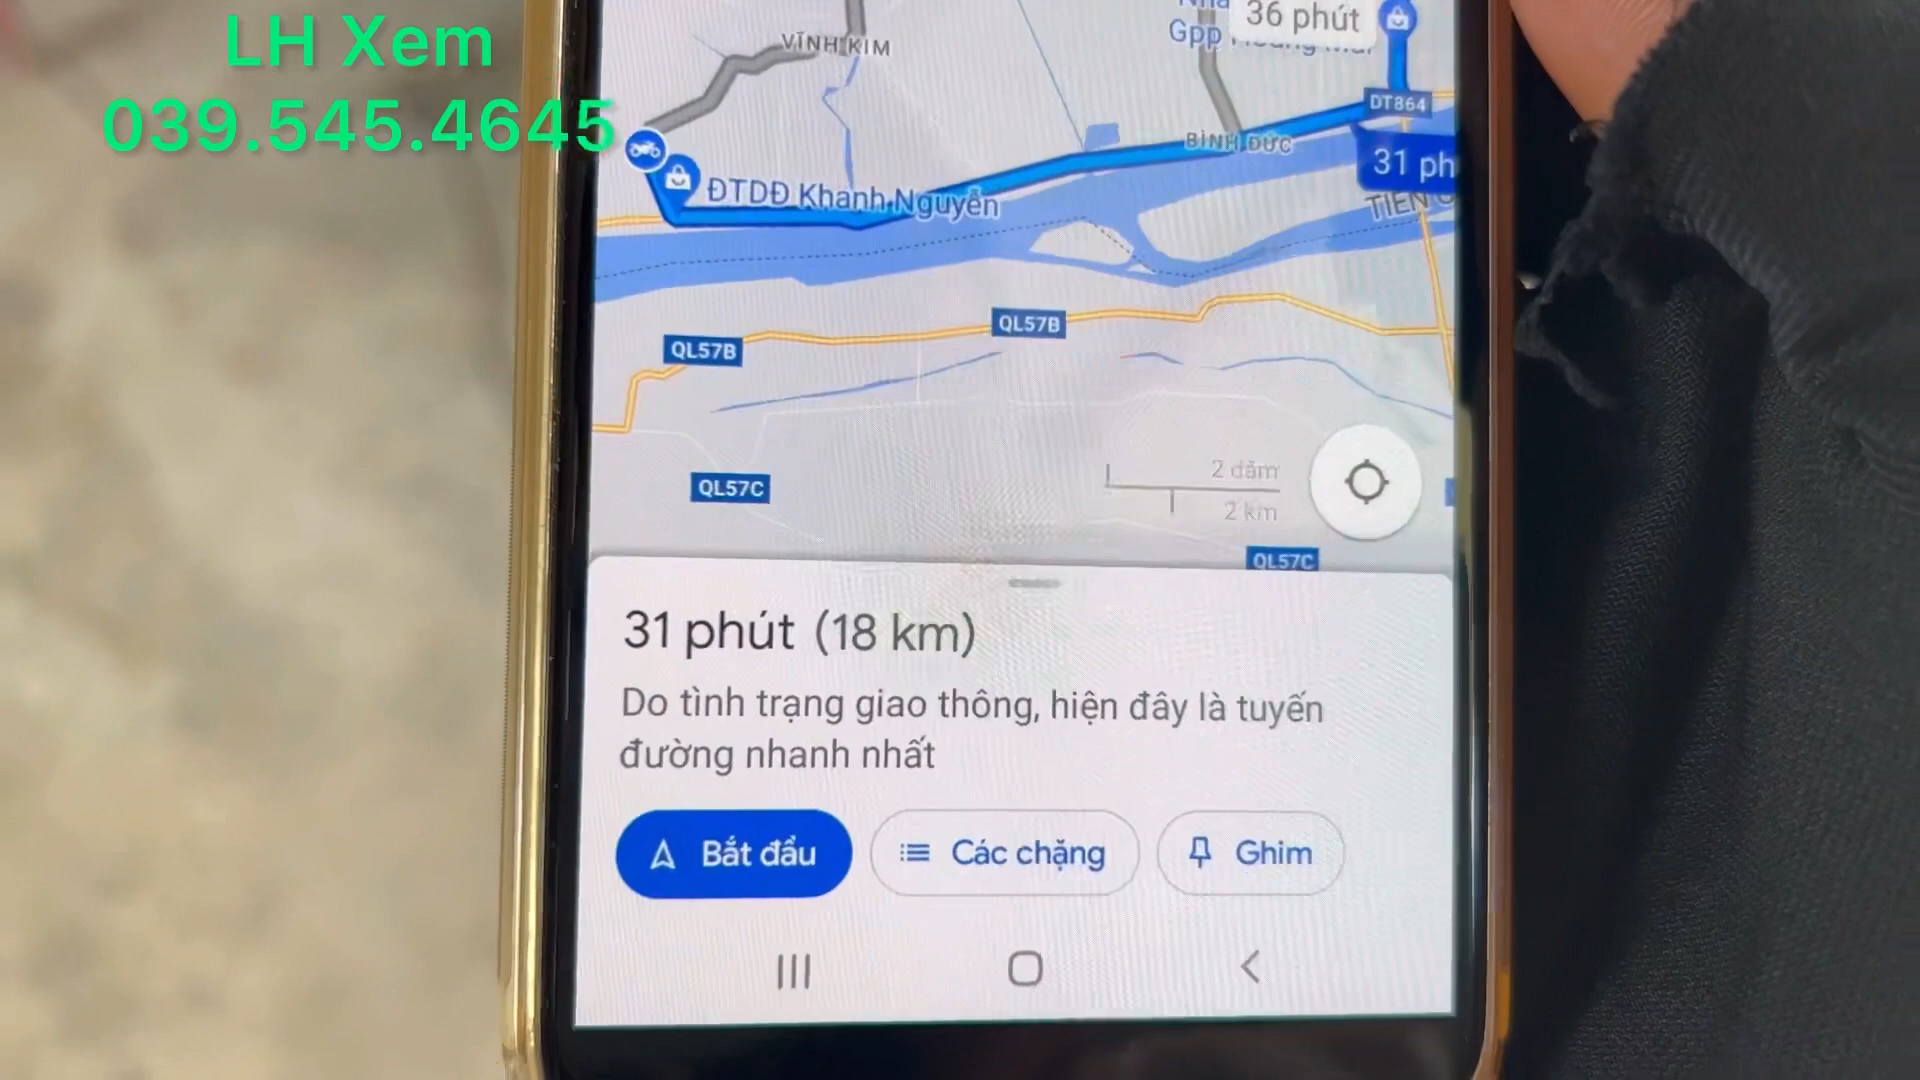 LH Xem
039.545.4645
36 phút
VĨNH KIM
Gpp
DT864
BÌNH ĐỨC
31 ph
ĐTDĐ Khanh Nguyễn
QL57B
QL57B
2 dặm
QL57C
2 km
QL57C
31 phút (18 km)
Do tình trạng giao thông, hiện đây là tuyến
đường nhanh nhất
Bắt đầu
Các chặng
Ghim